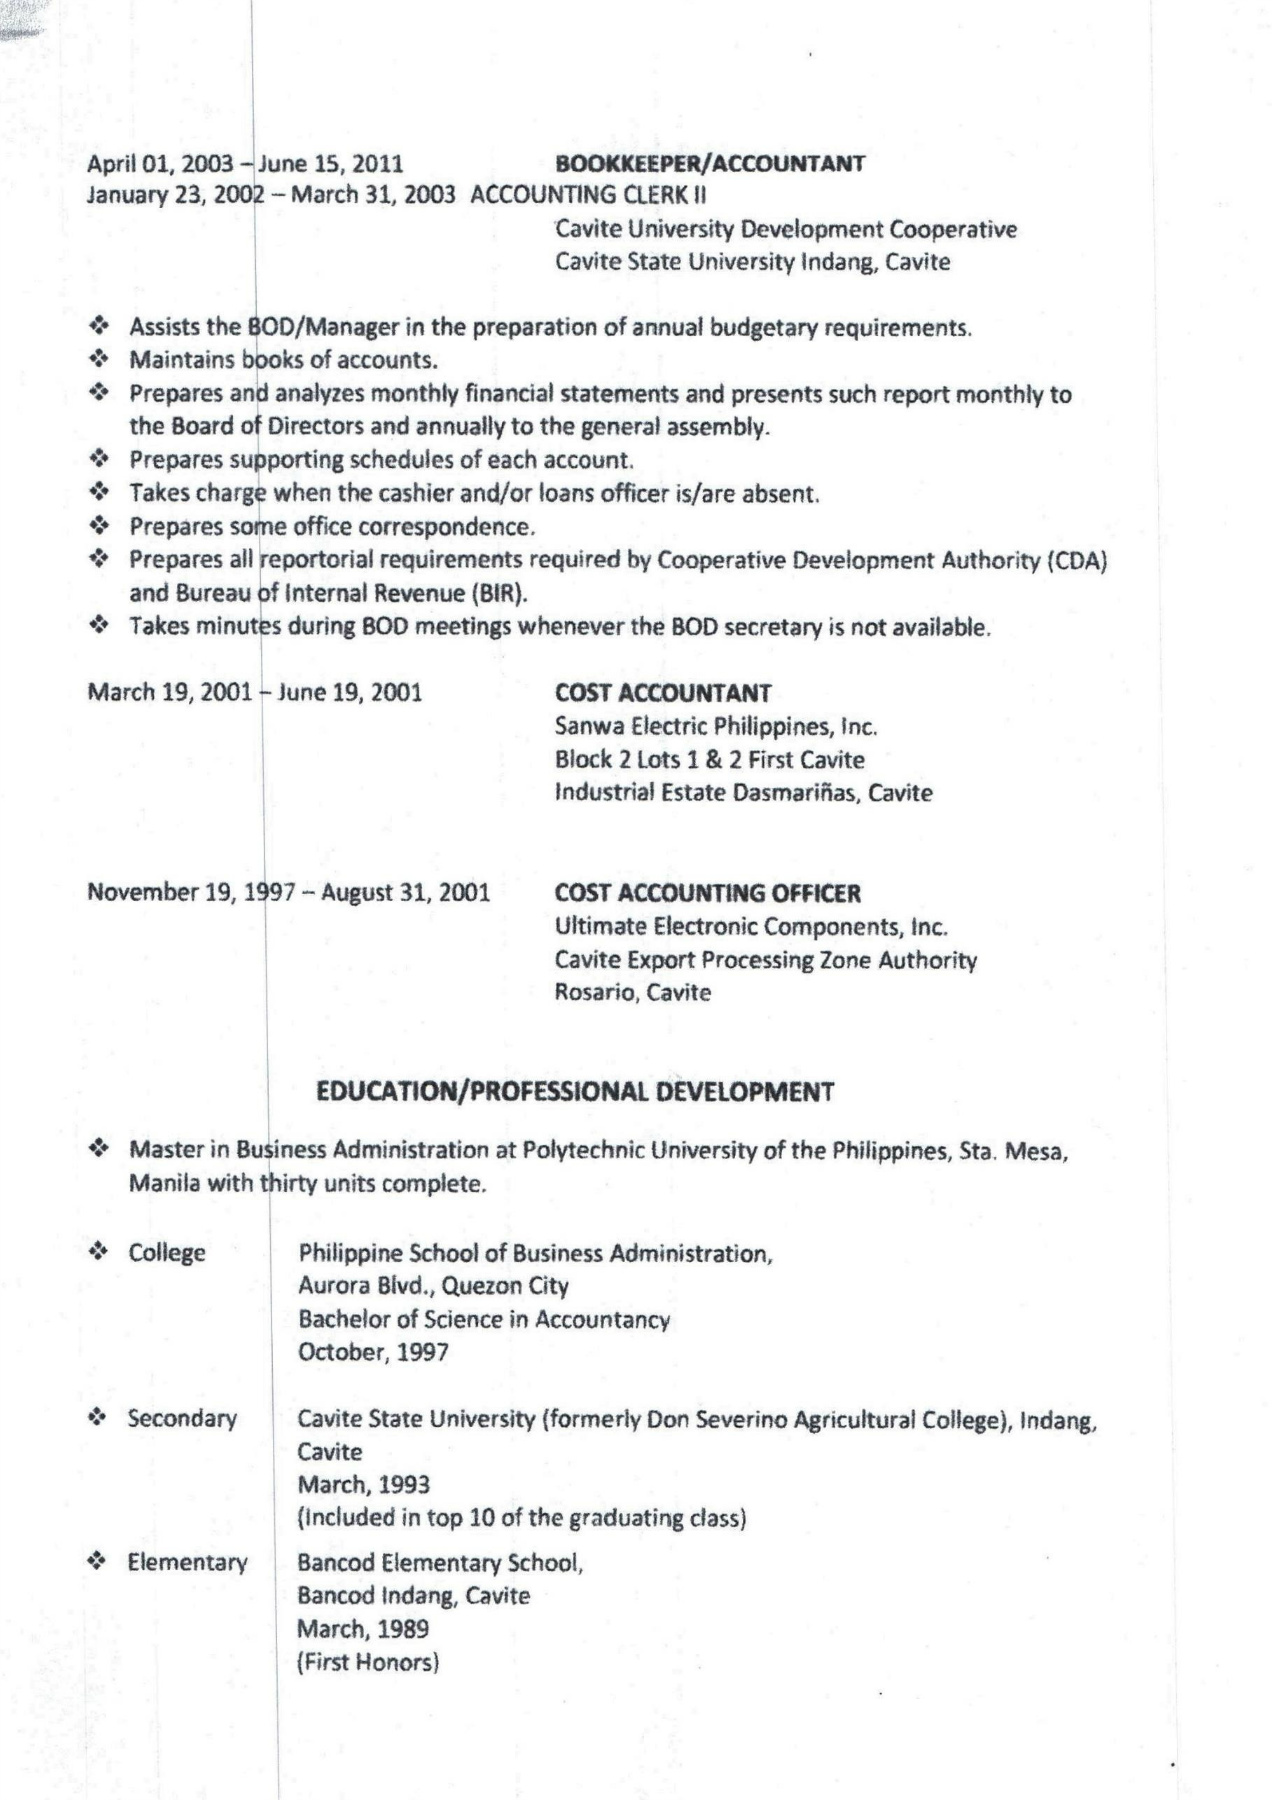 April 01, 2003 – June 15, 2011 BOOKKEEPER/ACCOUNTANT
January 23, 2002 – March 31, 2003 ACCOUNTING CLERK II
Cavite University Development Cooperative
Cavite State University Indang, Cavite
❖ Assists the BOD/Manager in the preparation of annual budgetary requirements.
❖ Maintains books of accounts.
❖ Prepares and analyzes monthly financial statements and presents such report monthly to
the Board of Directors and annually to the general assembly.
❖ Prepares supporting schedules of each account.
❖ Takes charge when the cashier and/or loans officer is/are absent.
❖ Prepares some office correspondence.
❖ Prepares all reportorial requirements required by Cooperative Development Authority (CDA)
and Bureau of Internal Revenue (BIR).
❖ Takes minutes during BOD meetings whenever the BOD secretary is not available.
March 19, 2001 – June 19, 2001 COST ACCOUNTANT
Sanwa Electric Philippines, Inc.
Block 2 Lots 1 & 2 First Cavite
Industrial Estate Dasmariñas, Cavite
November 19, 1997 – August 31, 2001 COST ACCOUNTING OFFICER
Ultimate Electronic Components, Inc.
Cavite Export Processing Zone Authority
Rosario, Cavite
EDUCATION/PROFESSIONAL DEVELOPMENT
❖ Master in Business Administration at Polytechnic University of the Philippines, Sta. Mesa,
Manila with thirty units complete.
❖ College Philippine School of Business Administration,
Aurora Blvd., Quezon City
Bachelor of Science in Accountancy
October, 1997
❖ Secondary Cavite State University (formerly Don Severino Agricultural College), Indang,
Cavite
March, 1993
(Included in top 10 of the graduating class)
❖ Elementary Bancod Elementary School,
Bancod Indang, Cavite
March, 1989
(First Honors)